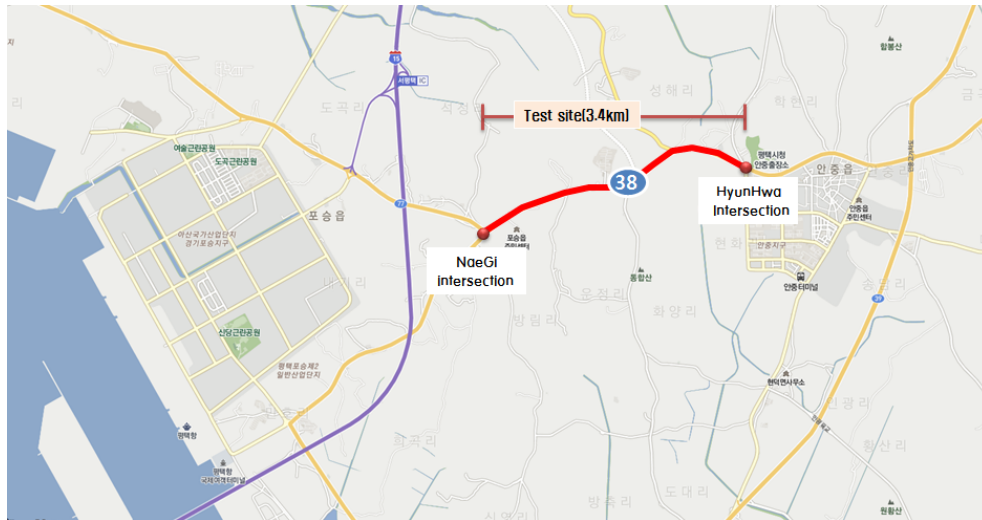 합봉산
15
서평택 IC
도곡리
석정리
성해리
학현리
Test site(3.4km)
여술근린공원
도곡근린공원
평택시청
안중출장소
안중읍
38
HyunHwa
Intersection
안중읍
주민센터
77
포승읍
포승읍
주민센터
아산국가산업단지
경기포승지구
현화
안중지구
NaeGi
intersection
내기리
통합산
안중터미널
송담리
운정리
39
화양리
방림리
신당근린공원
평택포승제2
일반산업단지
현덕면사무소
인광리
만호리
희곡리
평택항
황산리
평택항
국제여객터미널
도대리
방축리
신영리
원황산